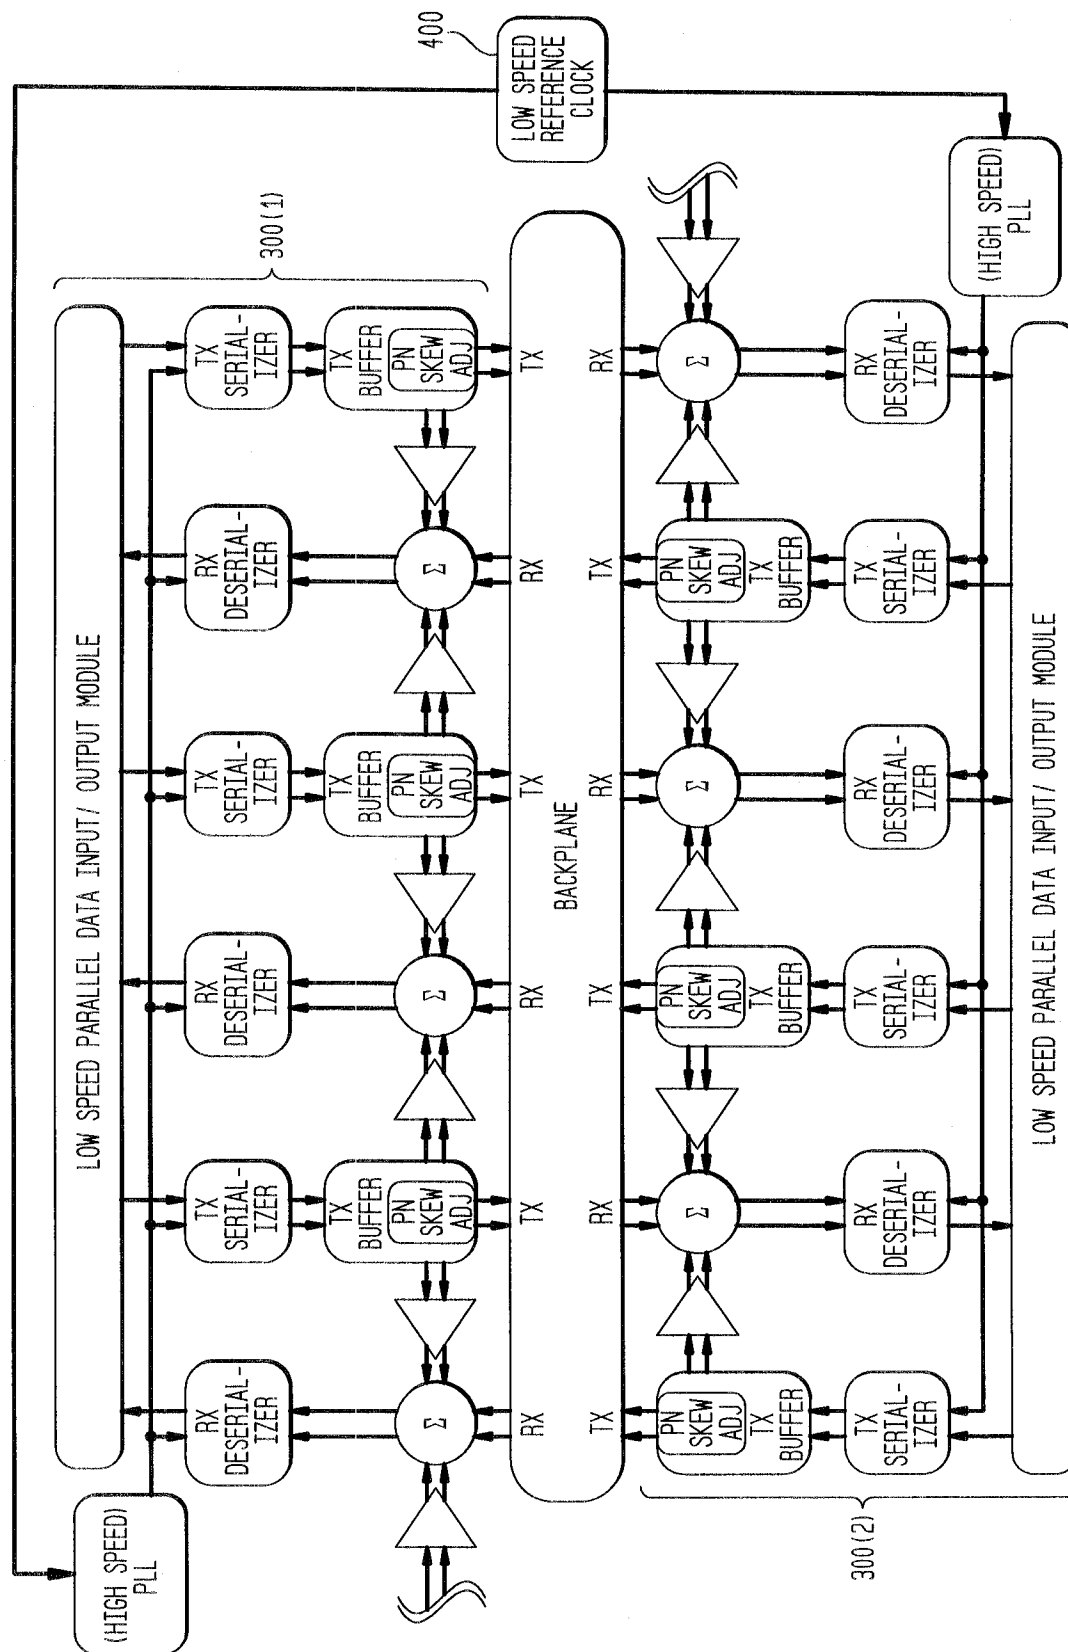 (HIGH SPEED)
PLL
LOW SPEED PARALLEL DATA INPUT/ OUTPUT MODULE
RX
DESERIAL-
IZER
TX
SERIAL-
IZER
RX
DESERIAL-
IZER
TX
SERIAL-
IZER
RX
DESERIAL-
IZER
TX
SERIAL-
IZER
TX
BUFFER
PN
SKEW
ADJ
TX
BUFFER
PN
SKEW
ADJ
TX
BUFFER
PN
SKEW
ADJ
300(1)
Σ
Σ
Σ
400
LOW SPEED
REFERENCE
CLOCK
RX
TX
RX
TX
RX
TX
BACKPLANE
TX
RX
TX
RX
TX
RX
PN
SKEW
ADJ
TX
BUFFER
Σ
PN
SKEW
ADJ
TX
BUFFER
Σ
PN
SKEW
ADJ
TX
BUFFER
Σ
TX
SERIAL-
IZER
RX
DESERIAL-
IZER
TX
SERIAL-
IZER
RX
DESERIAL-
IZER
TX
SERIAL-
IZER
RX
DESERIAL-
IZER
300(2)
(HIGH SPEED)
PLL
LOW SPEED PARALLEL DATA INPUT/ OUTPUT MODULE